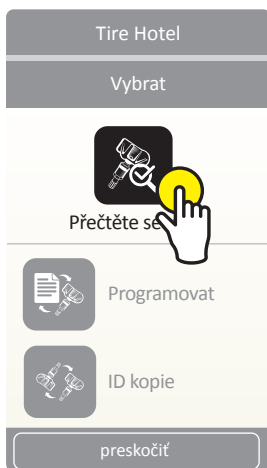 Tire Hotel
Vybrat
Přečtěte se
Programovat
ID kopie
preskočiť